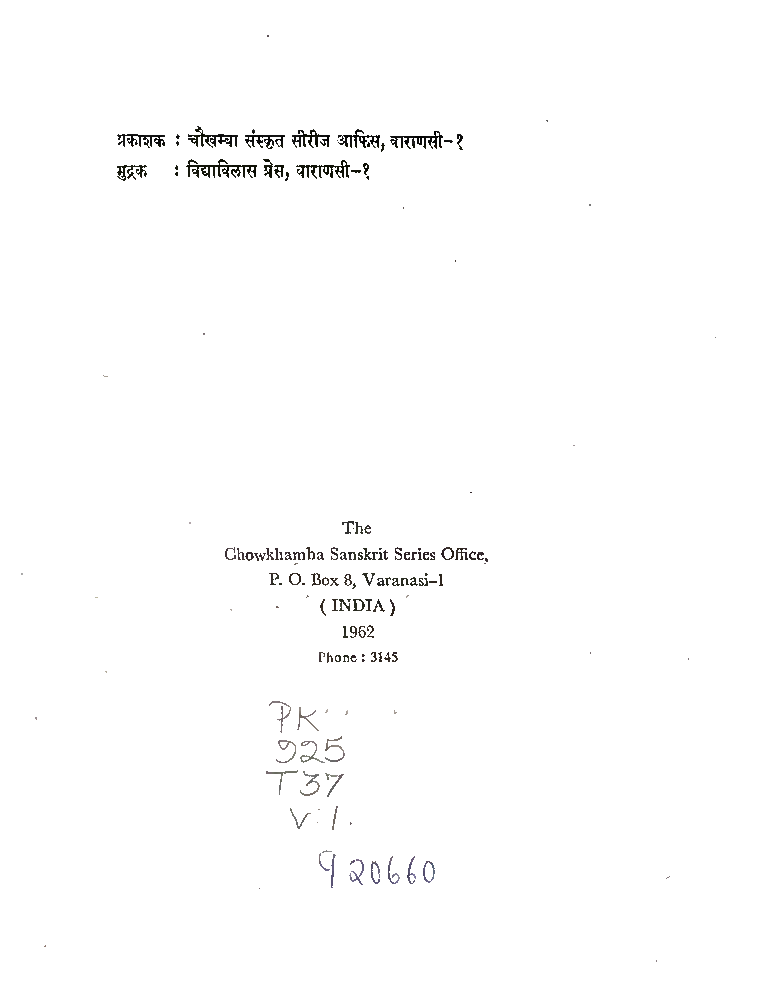 प्रकाशक : चौखम्बा संस्कृत सीरीज आफिस, वाराणसी-१
मुद्रक : विद्याविलास प्रेस, वाराणसी-१
The
Chowkhamba Sanskrit Series Office,
P. O. Box 8, Varanasi-1
( INDIA )
1962
Phone : 3145
PK
925
T37
V.1.
920660